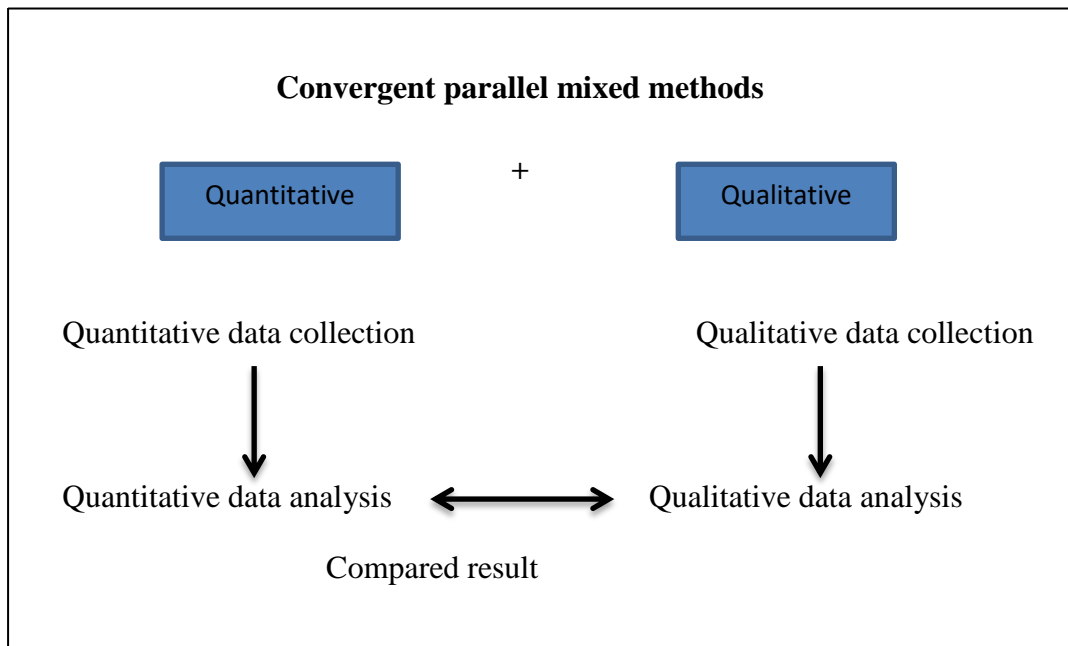 Convergent parallel mixed methods
+
Quantitative
Qualitative
Quantitative data collection
Qualitative data collection
Quantitative data analysis
Qualitative data analysis
Compared result